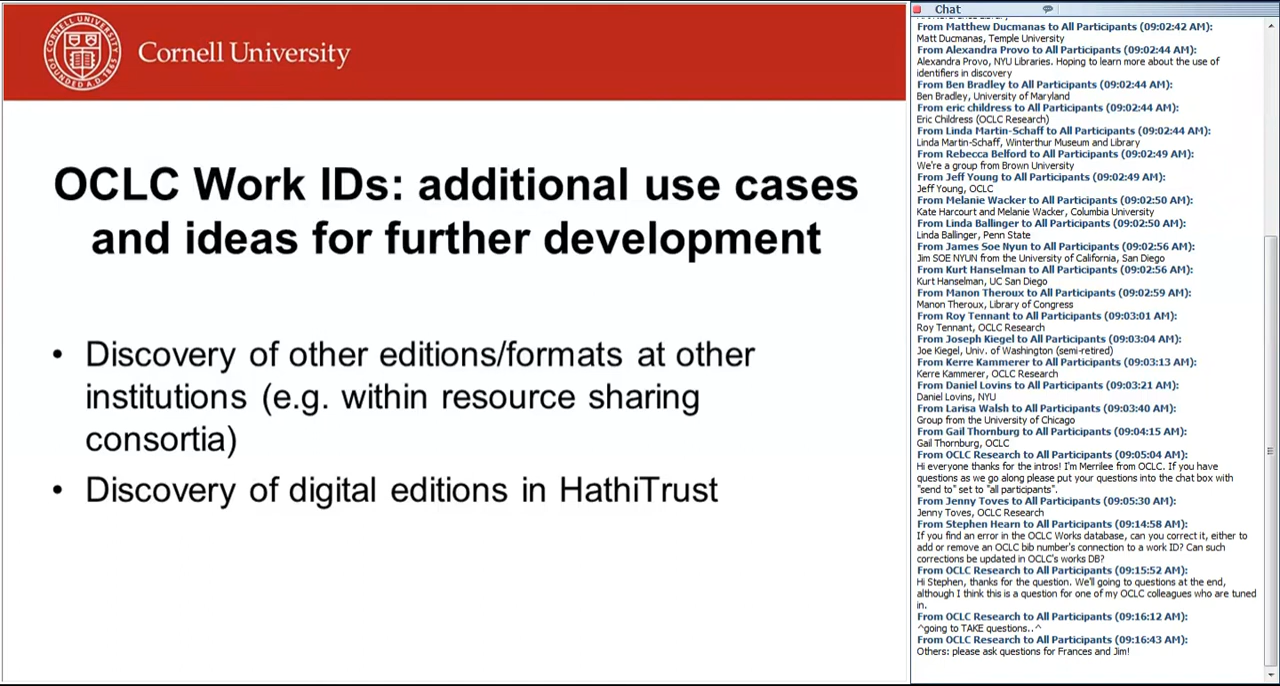 Cornell University
OCLC Work IDs: additional use cases
and ideas for further development
• Discovery of other editions/formats at other
institutions (e.g. within resource sharing
consortia)
• Discovery of digital editions in HathiTrust
Chat
From Matthew Ducmanas to All Participants (09:02:42 AM):
Matt Ducmanas, Temple University
From Alexandra Provo to All Participants (09:02:44 AM):
Alexandra Provo, NYU Libraries. Hoping to learn more about the use of
identifiers in discovery
From Ben Bradley to All Participants (09:02:44 AM):
Ben Bradley, University of Maryland
From eric childress to All Participants (09:02:44 AM):
Eric Childress (OCLC Research)
From Linda Martin-Schaff to All Participants (09:02:44 AM):
Linda Martin-Schaff, Winterthur Museum and Library
From Rebecca Belford to All Participants (09:02:49 AM):
We're a group from Brown University
From Jeff Young to All Participants (09:02:49 AM):
Jeff Young, OCLC
From Melanie Wacker to All Participants (09:02:50 AM):
Kate Harcourt and Melanie Wacker, Columbia University
From Linda Ballinger to All Participants (09:02:50 AM):
Linda Ballinger, Penn State
From James Soe Nyun to All Participants (09:02:56 AM):
Jim SOE NYUN from the University of California, San Diego
From Kurt Hanselman to All Participants (09:02:56 AM):
Kurt Hanselman, UC San Diego
From Manon Theroux to All Participants (09:02:59 AM):
Manon Theroux, Library of Congress
From Roy Tennant to All Participants (09:03:01 AM):
Roy Tennant, OCLC Research
From Joseph Kiegel to All Participants (09:03:04 AM):
Joe Kiegel, Univ. of Washington (semi-retired)
From Kerre Kammerer to All Participants (09:03:13 AM):
Kerre Kammerer, OCLC Research
From Daniel Lovins to All Participants (09:03:21 AM):
Daniel Lovins, NYU
From Larisa Walsh to All Participants (09:03:40 AM):
Group from the University of Chicago
From Gail Thornburg to All Participants (09:04:15 AM):
Gail Thornburg, OCLC
From OCLC Research to All Participants (09:05:04 AM):
Hi everyone thanks for the intros! I'm Merrilee from OCLC. If you have
questions as we go along please put your questions into the chat box with
"send to" set to "all participants".
From Jenny Toves to All Participants (09:05:30 AM):
Jenny Toves, OCLC Research
From Stephen Hearn to All Participants (09:14:58 AM):
If you find an error in the OCLC Works database, can you correct it, either to
add or remove an OCLC bib number's connection to a work ID? Can such
corrections be updated in OCLC's works DB?
From OCLC Research to All Participants (09:15:52 AM):
Hi Stephen, thanks for the question. We'll going to questions at the end,
although I think this is a question for one of my OCLC colleagues who are tuned
in.
From OCLC Research to All Participants (09:16:12 AM):
^going to TAKE questions..^
From OCLC Research to All Participants (09:16:43 AM):
Others: please ask questions for Frances and Jim!